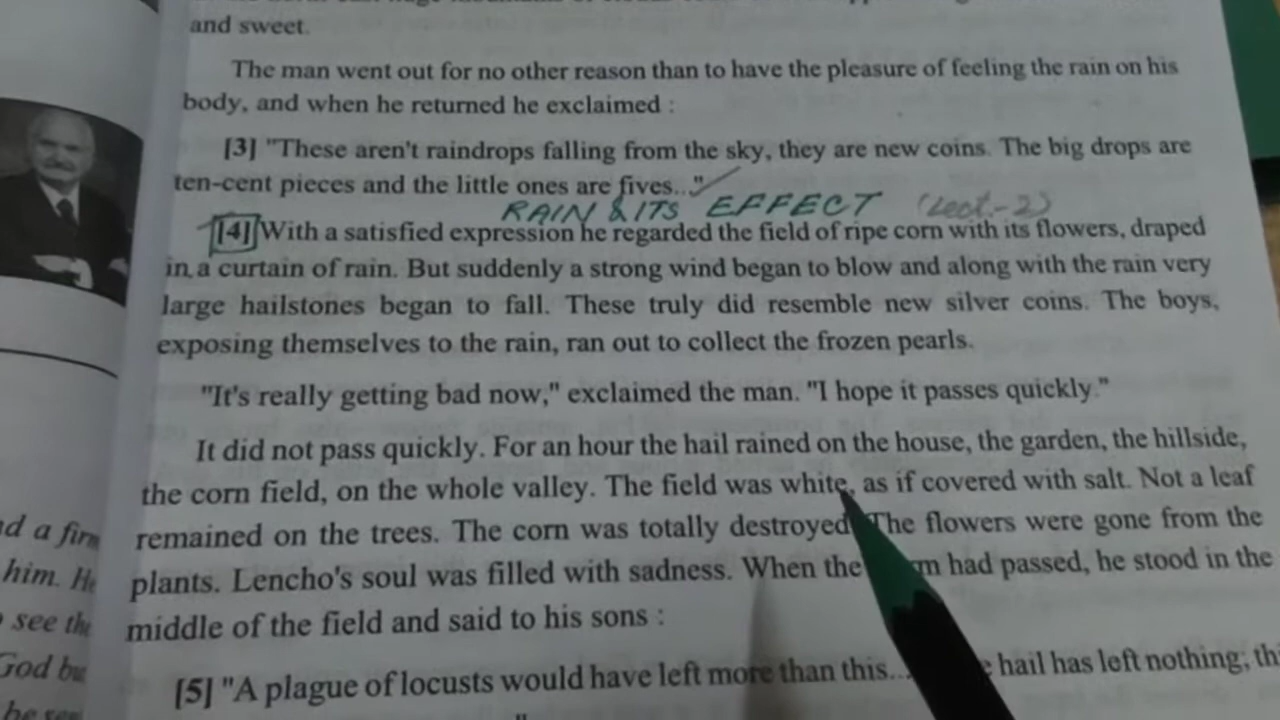 and sweet.
The man went out for no other reason than to have the pleasure of feeling the rain on his
body, and when he returned he exclaimed :
[3] "These aren't raindrops falling from the sky, they are new coins. The big drops are
ten-cent pieces and the little ones are fives..."
RAIN & ITS EFFECT (Lect.-2)
[4] With a satisfied expression he regarded the field of ripe corn with its flowers, draped
in a curtain of rain. But suddenly a strong wind began to blow and along with the rain very
large hailstones began to fall. These truly did resemble new silver coins. The boys,
exposing themselves to the rain, ran out to collect the frozen pearls.
"It's really getting bad now," exclaimed the man. "I hope it passes quickly."
It did not pass quickly. For an hour the hail rained on the house, the garden, the hillside,
the corn field, on the whole valley. The field was white, as if covered with salt. Not a leaf
remained on the trees. The corn was totally destroyed. The flowers were gone from the
plants. Lencho's soul was filled with sadness. When the had passed, he stood in the
middle of the field and said to his sons :
[5] "A plague of locusts would have left more than this... hail has left nothing;
a firm
him. He
see the
God